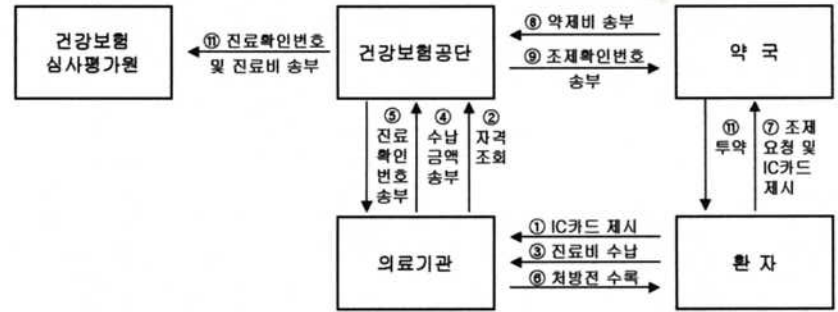 건강보험
심사평가원
⑪ 진료확인번호
및 진료비 송부
건강보험공단
⑧ 약제비 송부
⑨ 조제확인번호
송부
약 국
⑤
진료
확인
번호
송부
④
수납
금액
송부
②
자격
조회
⑪
투약
⑦ 조제
요청 및
IC카드
제시
의료기관
① IC카드 제시
③ 진료비 수납
⑥ 처방전 수록
환 자